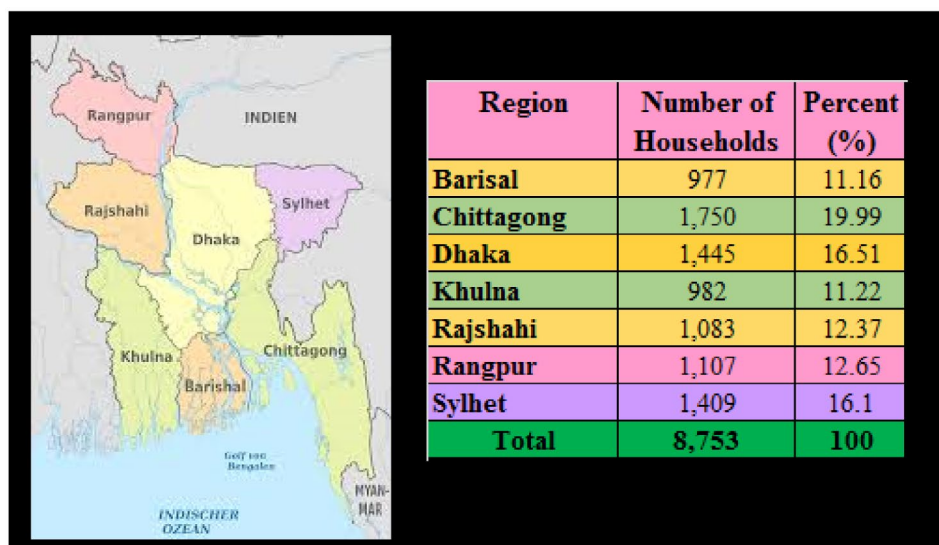 Rangpur
INDIEN
Rajshahi
Sylhet
Dhaka
Khulna
Chittagong
Barishal
Golf von
Bengalen
MYAN-
MAR
INDISCHER
OZEAN
Region Number of Households Percent (%)
Barisal 977 11.16
Chittagong 1,750 19.99
Dhaka 1,445 16.51
Khulna 982 11.22
Rajshahi 1,083 12.37
Rangpur 1,107 12.65
Sylhet 1,409 16.1
Total 8,753 100